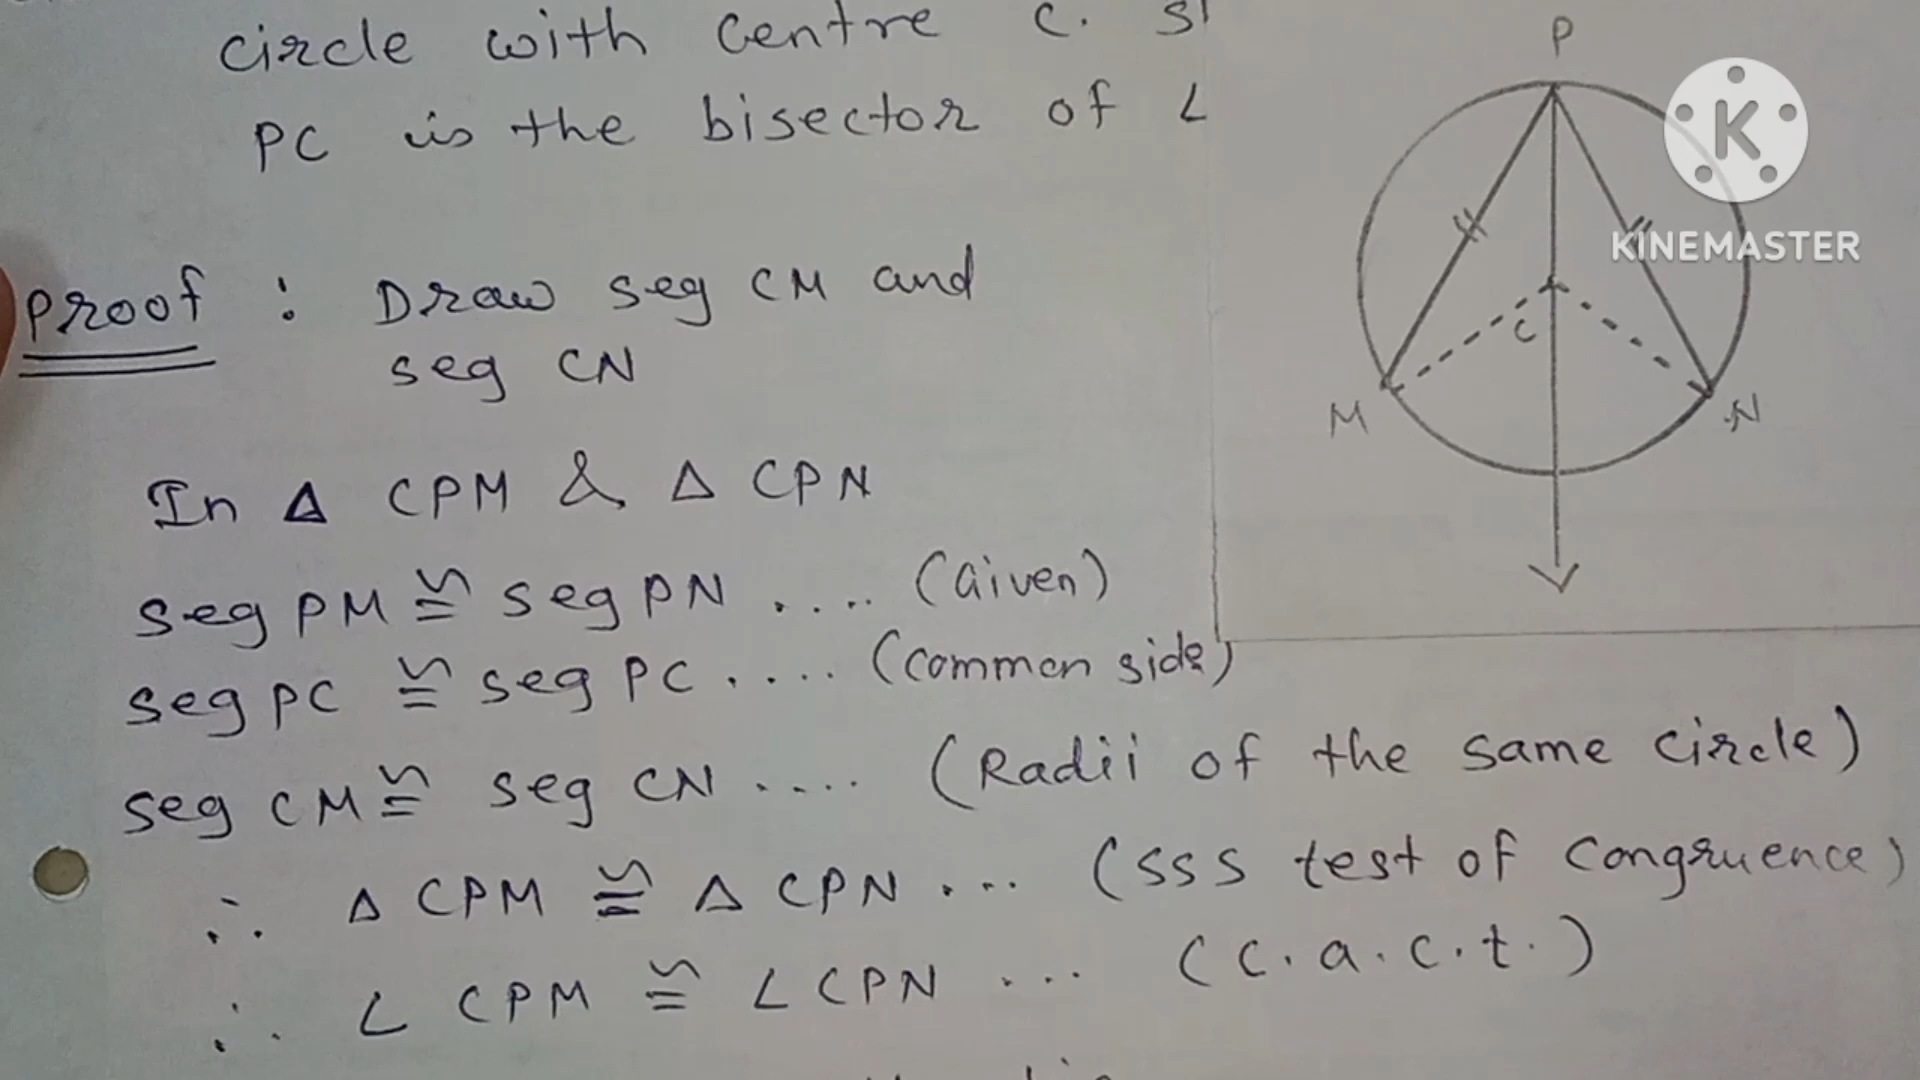 circle with centre C.
PC is the bisector of ∠
Proof : Draw seg CM and
seg CN
In Δ CPM & Δ CPN
seg PM ≅ seg PN .... (Given)
seg PC ≅ seg PC .... (common side)
seg CM ≅ seg CN .... (Radii of the same circle)
∴ Δ CPM ≅ Δ CPN ... (SSS test of congruence)
∴ ∠ CPM ≅ ∠ CPN ... (c.a.c.t.)
P
K
KINEMASTER
C
M
N